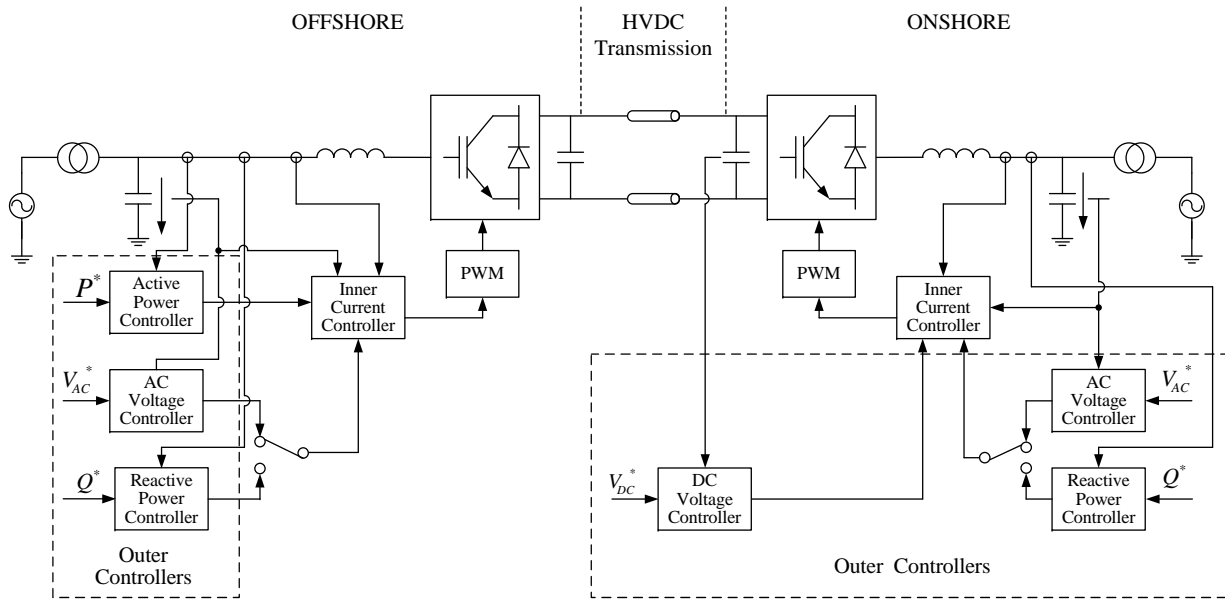 OFFSHORE
HVDC
Transmission
ONSHORE
PWM
PWM
P*
Active
Power
Controller
Inner
Current
Controller
Inner
Current
Controller
V_AC*
AC
Voltage
Controller
AC
Voltage
Controller
V_AC*
Q*
Reactive
Power
Controller
V_DC*
DC
Voltage
Controller
Reactive
Power
Controller
Q*
Outer
Controllers
Outer Controllers